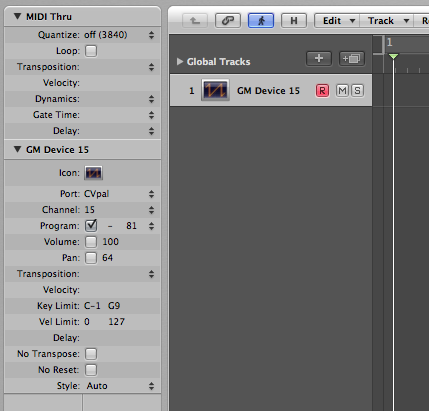 MIDI Thru
Quantize: off (3840)
Loop:
Transposition:
Velocity:
Dynamics:
Gate Time:
Delay:
GM Device 15
Icon:
Port: CVpal
Channel: 15
Program: - 81
Volume: 100
Pan: 64
Transposition:
Velocity:
Key Limit: C-1 G9
Vel Limit: 0 127
Delay:
No Transpose:
No Reset:
Style: Auto
H Edit Track Re
1
Global Tracks
1 GM Device 15 R M S